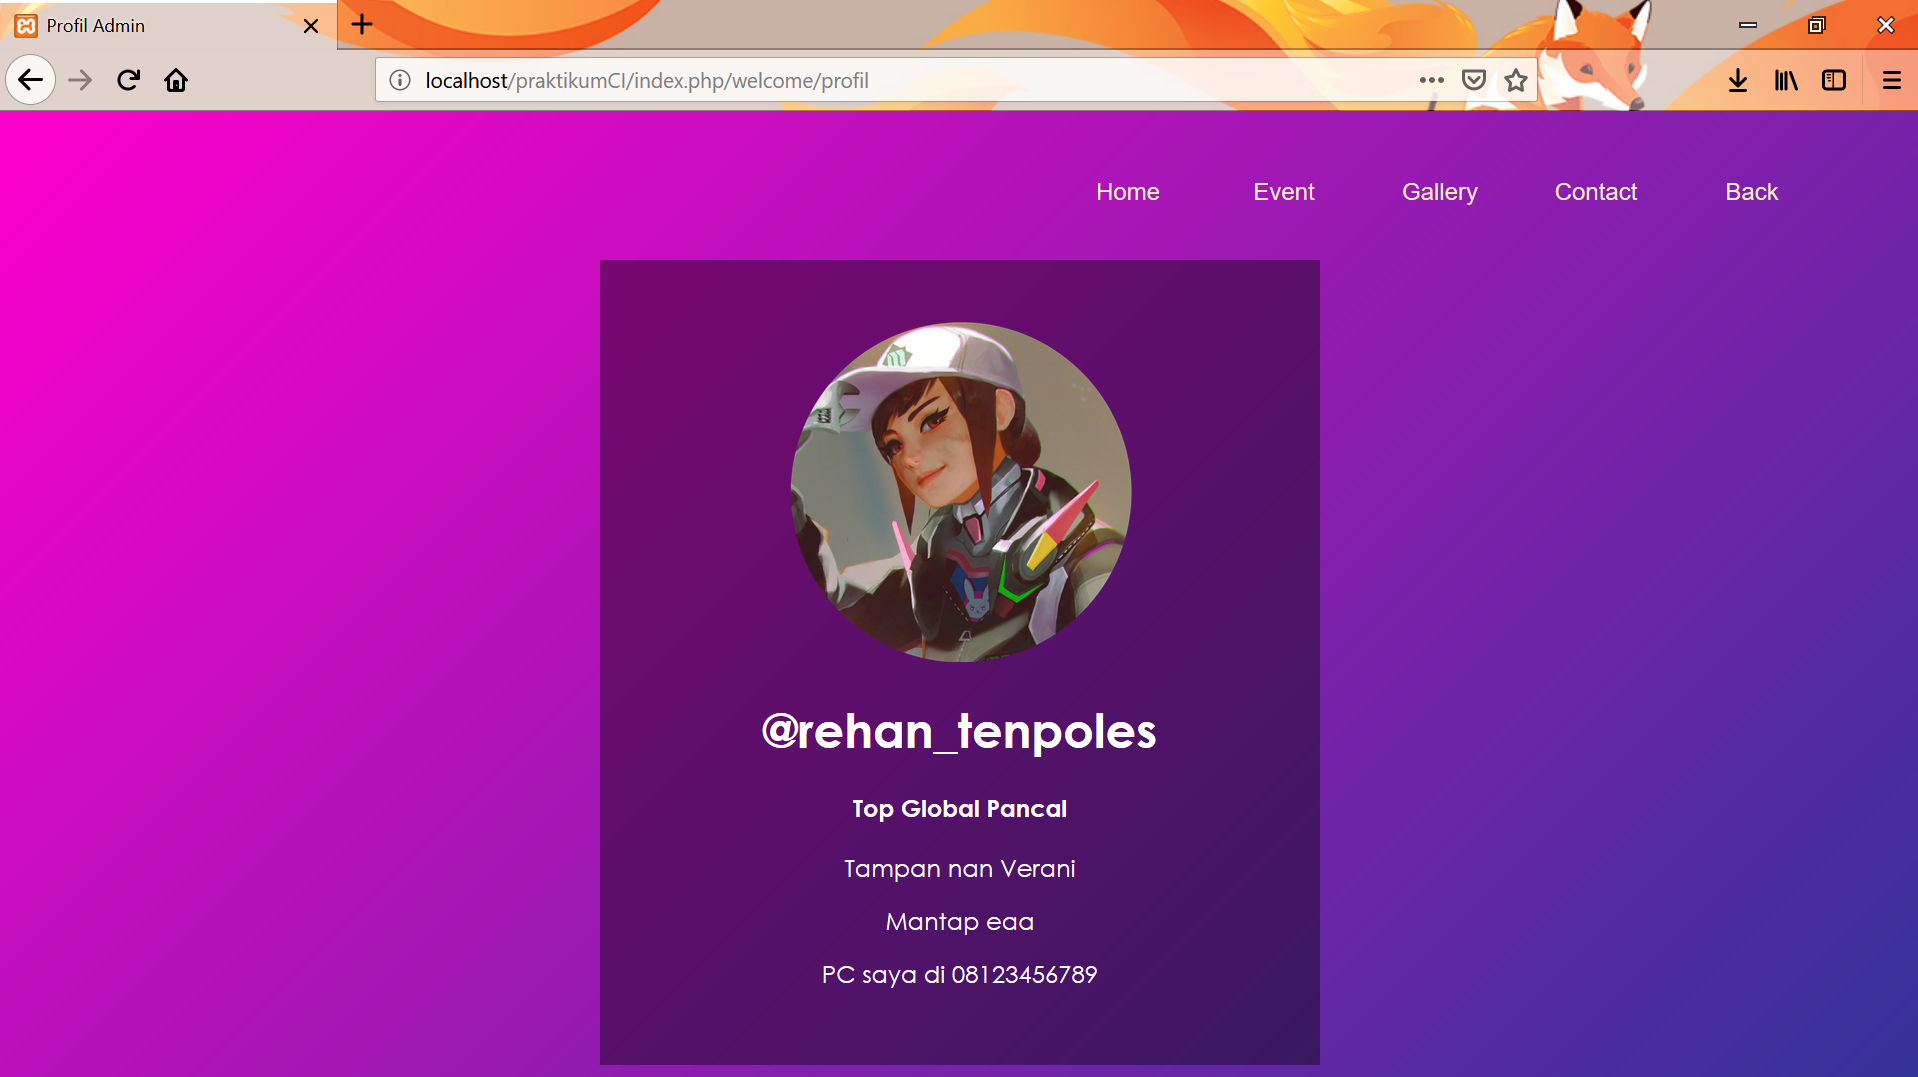 Profil Admin
localhost/praktikumCI/index.php/welcome/profil
Home Event Gallery Contact Back
@rehan_tenpoles
Top Global Pancal
Tampan nan Verani
Mantap eaa
PC saya di 08123456789